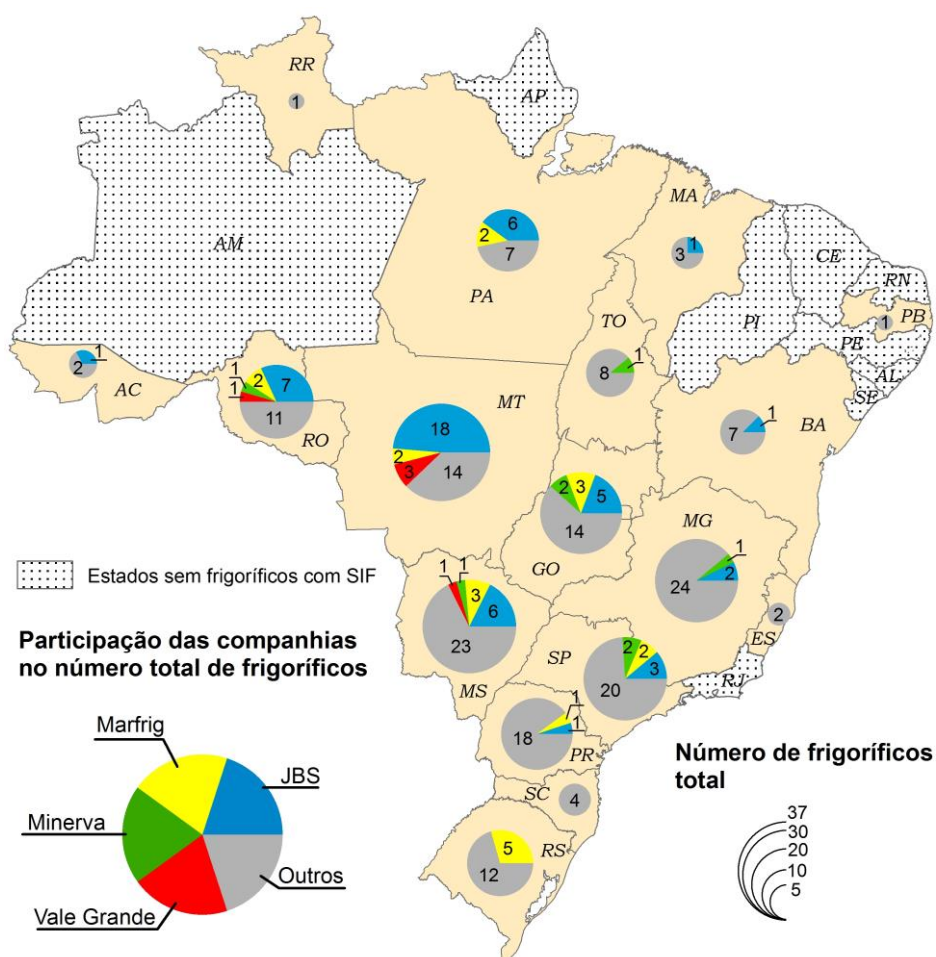 RR
1
AP
AM
PA
6
2
7
MA
1
3
CE
RN
PB
1
PI
PE
AL
SE
TO
1
8
1
2
AC
1
1
2
7
11
RO
MT
18
2
3
14
1
7
BA
2
3
5
14
GO
MG
1
2
24
2
ES
1
1
3
6
23
MS
SP
2
2
3
20
RJ
1
1
18
PR
SC
4
5
12
RS
Estados sem frigoríficos com SIF
Participação das companhias
no número total de frigoríficos
Marfrig
JBS
Minerva
Outros
Vale Grande
Número de frigoríficos
total
37
30
20
10
5